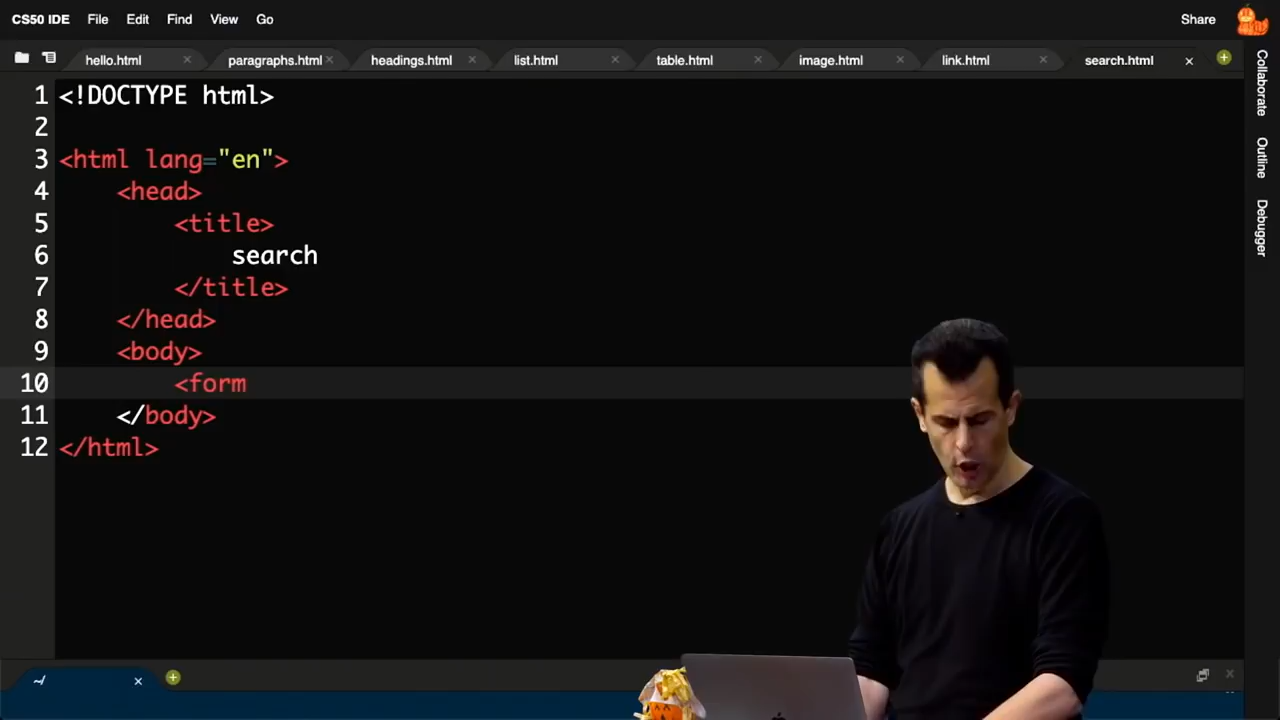 CS50 IDE File Edit Find View Go Share
hello.html paragraphs.html headings.html list.html table.html image.html link.html search.html
1 <!DOCTYPE html>
2
3 <html lang="en">
4 <head>
5 <title>
6 search
7 </title>
8 </head>
9 <body>
10 <form
11 </body>
12 </html>
Collaborate
Outline
Debugger
~/